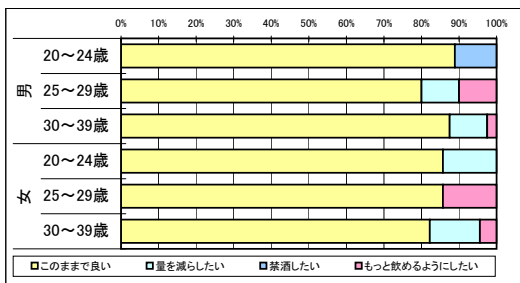 0% 10% 20% 30% 40% 50% 60% 70% 80% 90% 100%
男
20～24歳
25～29歳
30～39歳
女
20～24歳
25～29歳
30～39歳
このままで良い 量を減らしたい 禁酒したい もっと飲めるようにしたい